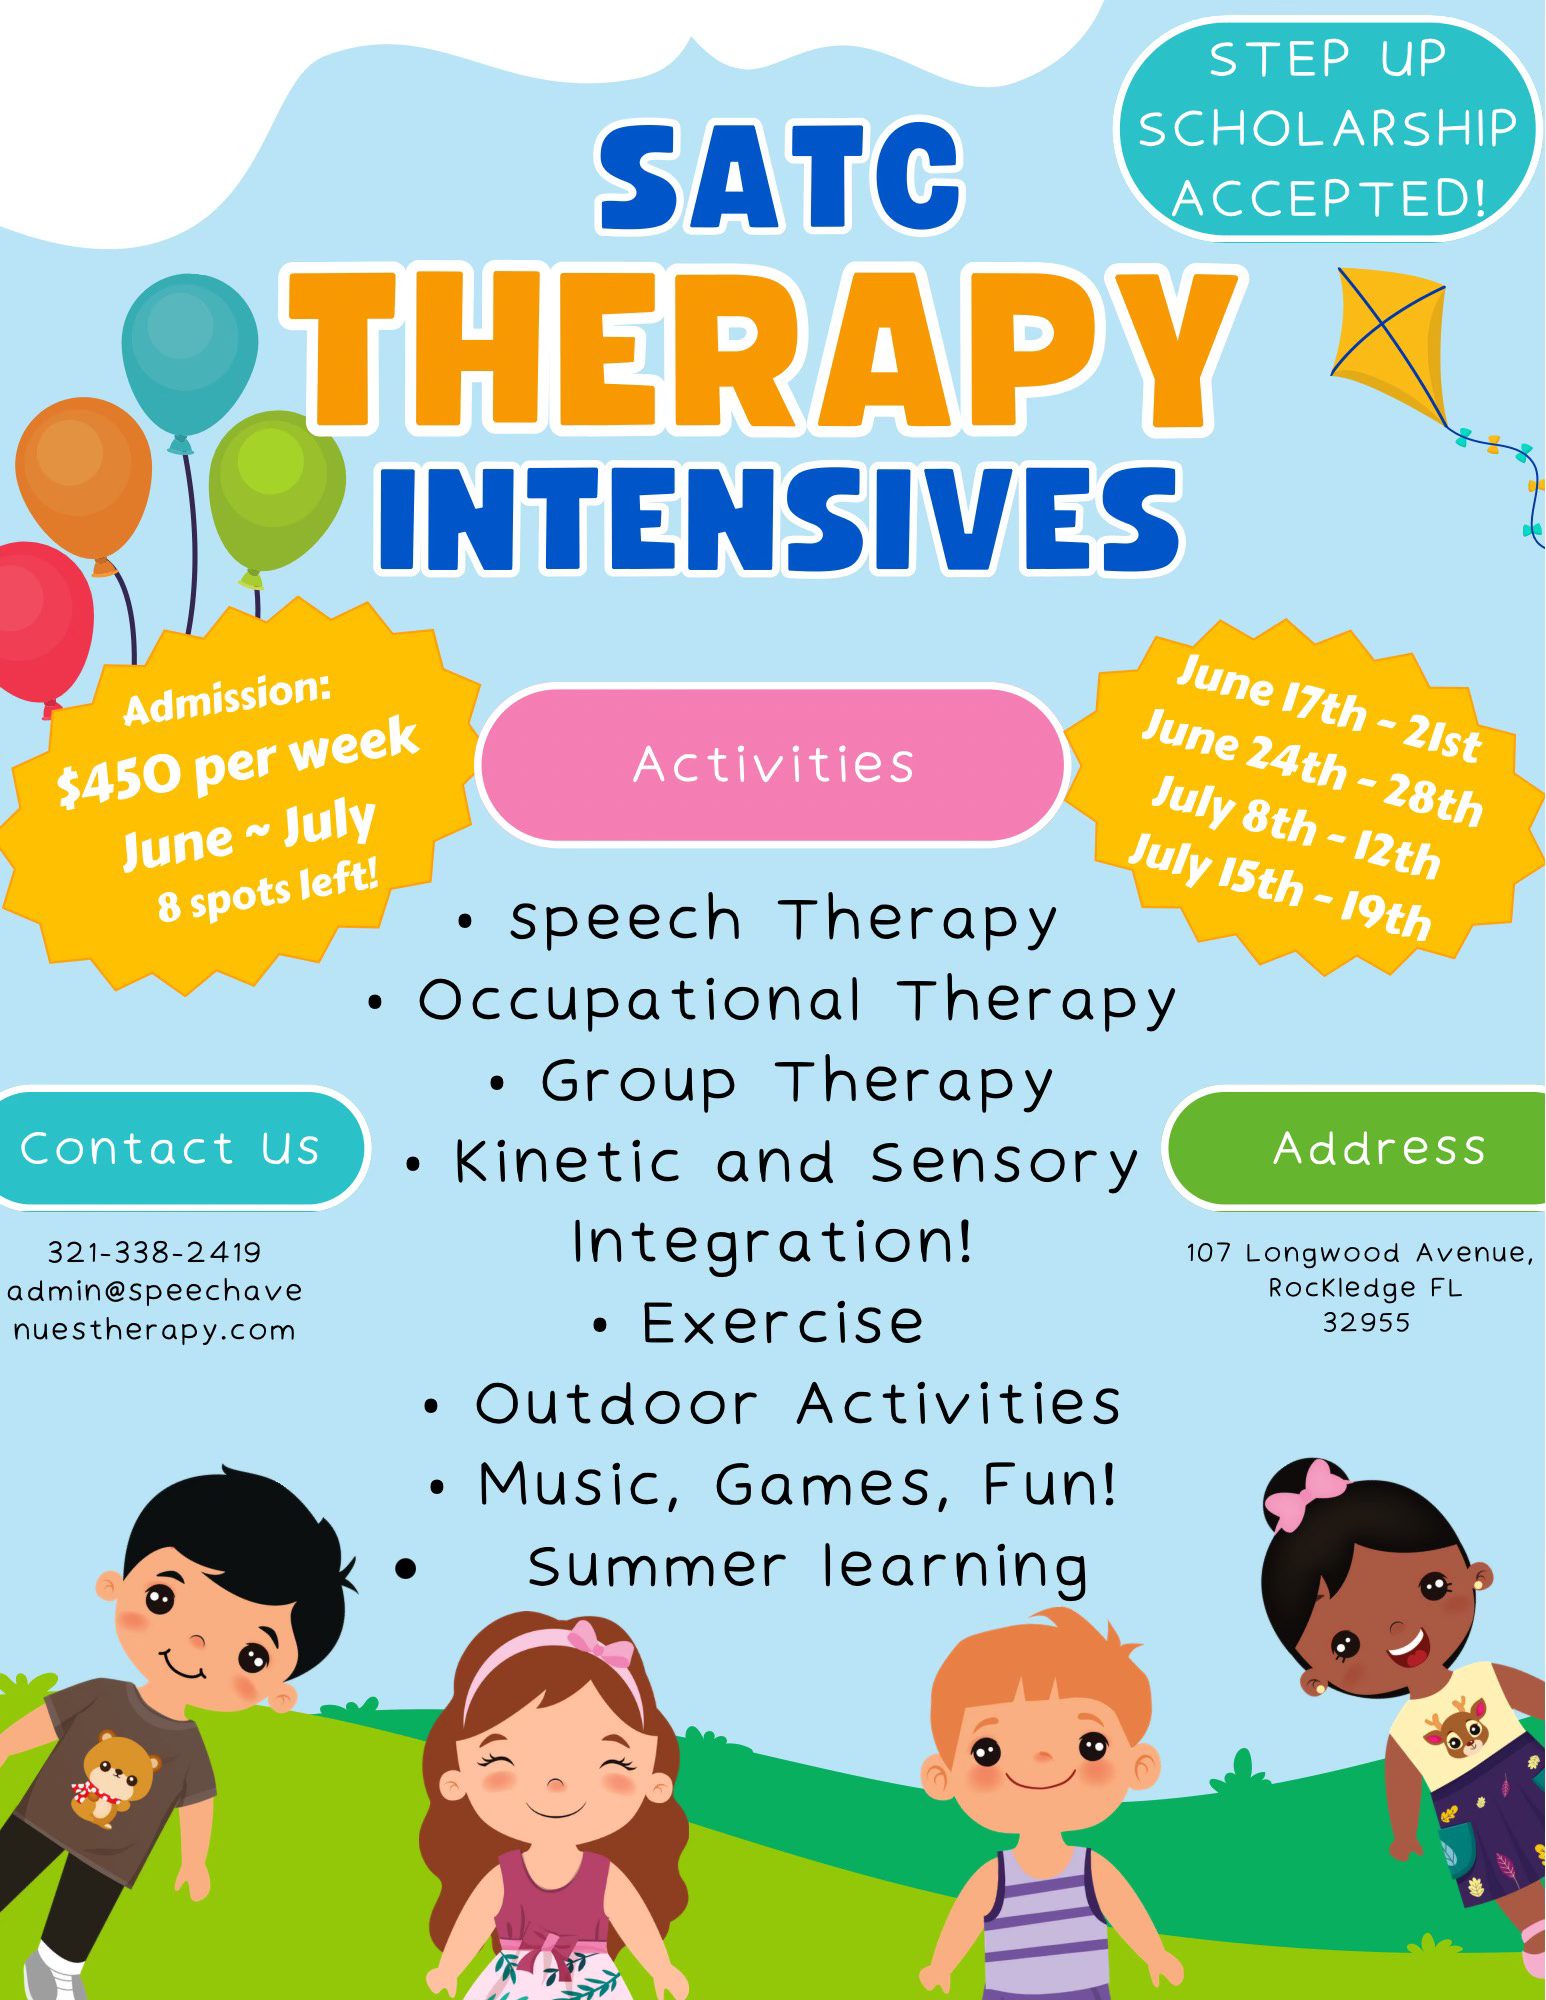 STEP UP
SCHOLARSHIP
ACCEPTED!
SATC
THERAPY
INTENSIVES
Admission:
$450 per week
June ~ July
8 spots left!
Activities
June 17th - 21st
June 24th - 28th
July 8th - 12th
July 15th - 19th
• Speech Therapy
• Occupational Therapy
• Group Therapy
• Kinetic and Sensory
Integration!
• Exercise
• Outdoor Activities
• Music, Games, Fun!
• Summer learning
Contact Us
321-338-2419
admin@speechave
nuestherapy.com
Address
107 Longwood Avenue,
Rockledge FL
32955